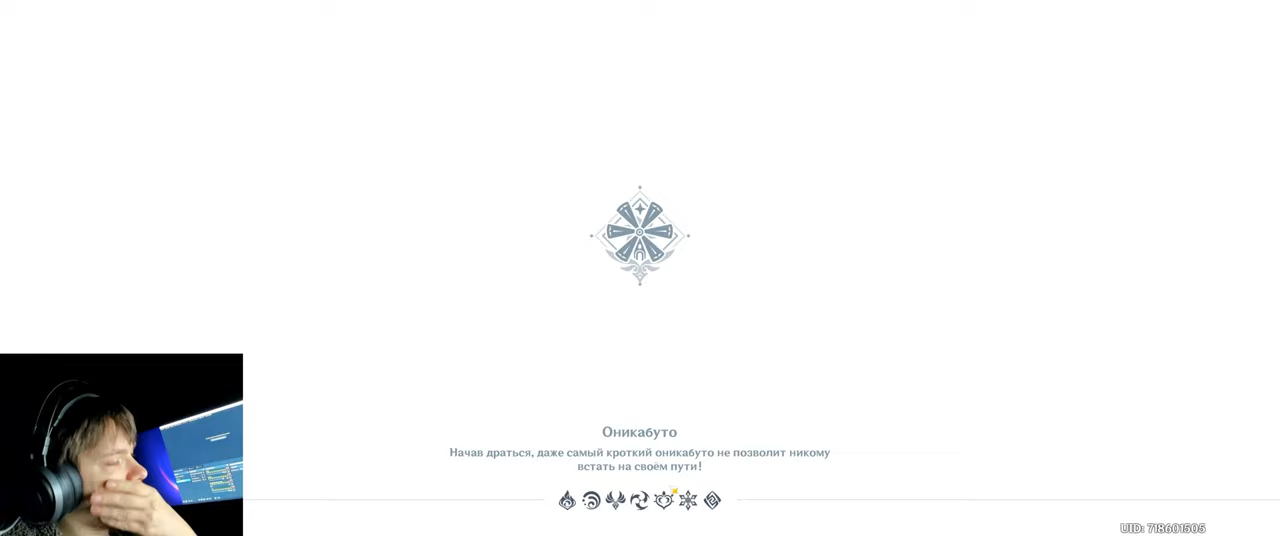 Оникабуто
Начав драться, даже самый кроткий оникабуто не позволит никому
встать на своём пути!
UID: 718601505